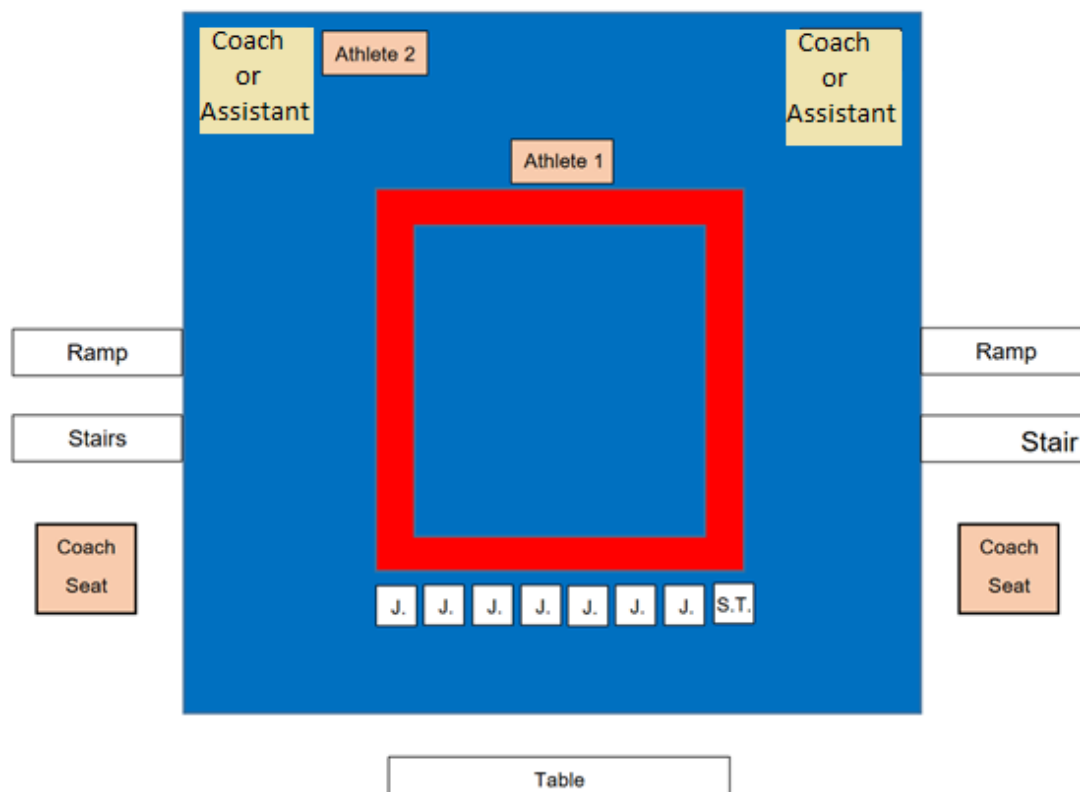 Coach
or
Assistant
Athlete 2
Coach
or
Assistant
Athlete 1
Ramp
Ramp
Stairs
Stair
Coach
Seat
Coach
Seat
J. J. J. J. J. J. J. S.T.
Table